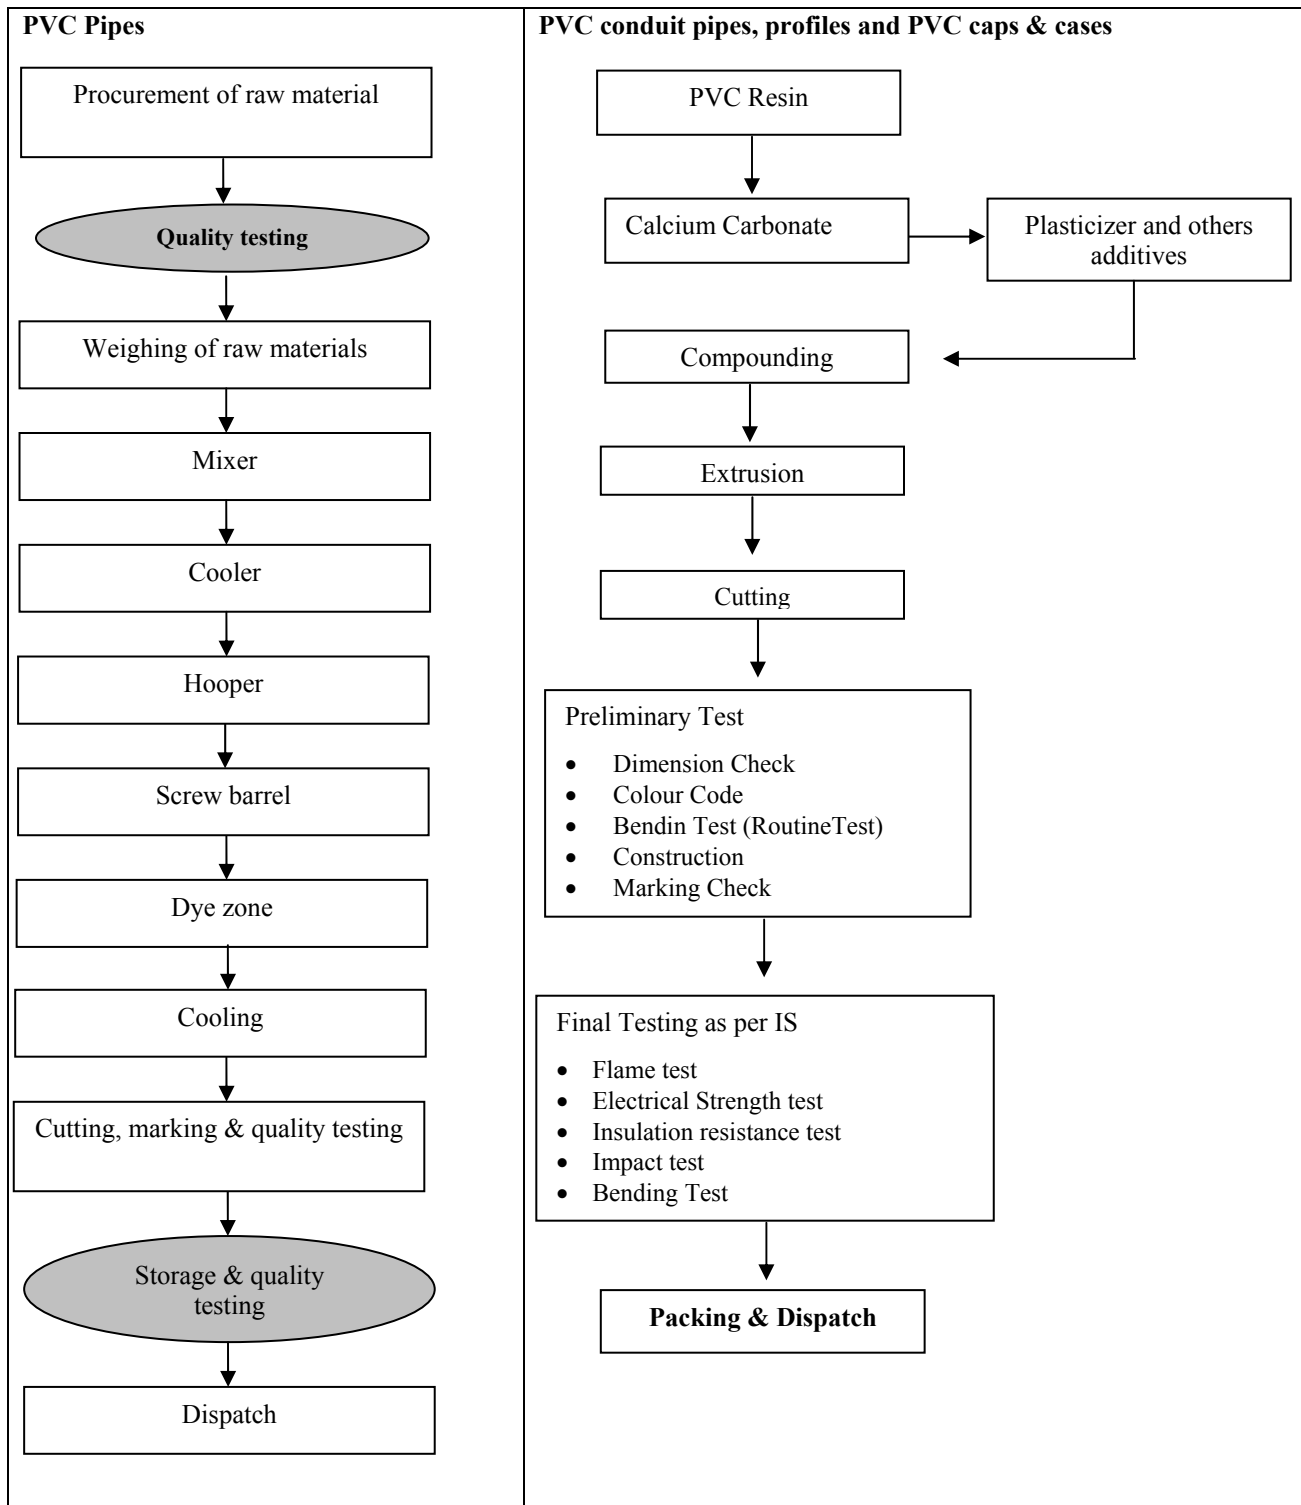 PVC Pipes
Procurement of raw material
Quality testing
Weighing of raw materials
Mixer
Cooler
Hooper
Screw barrel
Dye zone
Cooling
Cutting, marking & quality testing
Storage & quality
testing
Dispatch
PVC conduit pipes, profiles and PVC caps & cases
PVC Resin
Calcium Carbonate
Plasticizer and others
additives
Compounding
Extrusion
Cutting
Preliminary Test
• Dimension Check
• Colour Code
• Bendin Test (RoutineTest)
• Construction
• Marking Check
Final Testing as per IS
• Flame test
• Electrical Strength test
• Insulation resistance test
• Impact test
• Bending Test
Packing & Dispatch